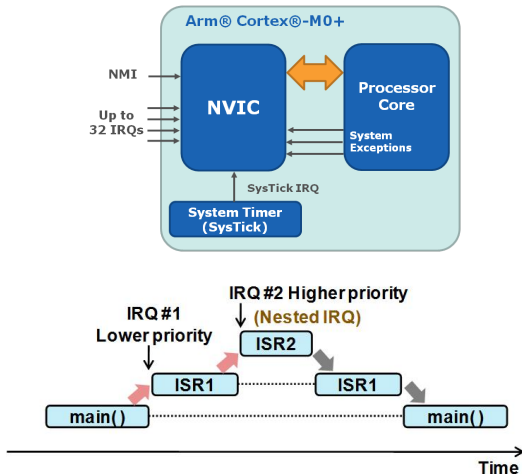 Arm® Cortex®-M0+
NMI
Up to
32 IRQs
NVIC
Processor
Core
System
Exceptions
SysTick IRQ
System Timer
(SysTick)
IRQ #1
Lower priority
IRQ #2 Higher priority
(Nested IRQ)
ISR2
ISR1
ISR1
main()
main()
Time